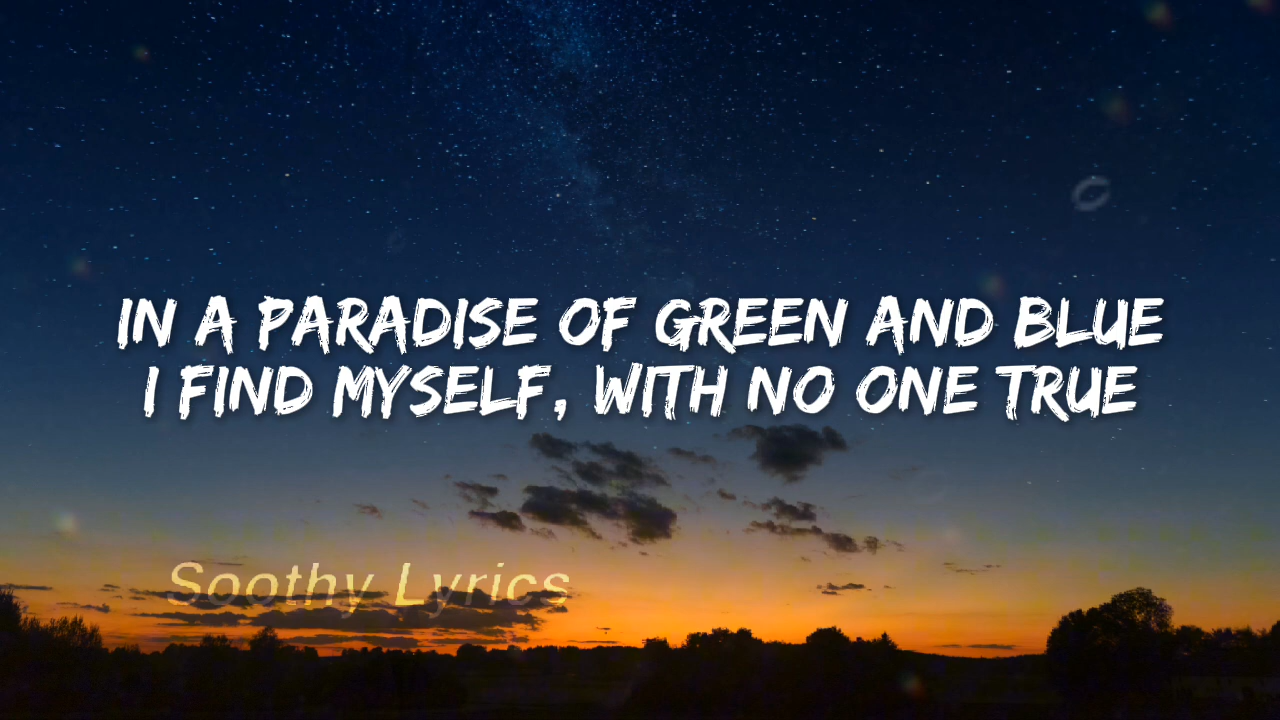 IN A PARADISE OF GREEN AND BLUE
I FIND MYSELF, WITH NO ONE TRUE
Soothy Lyrics